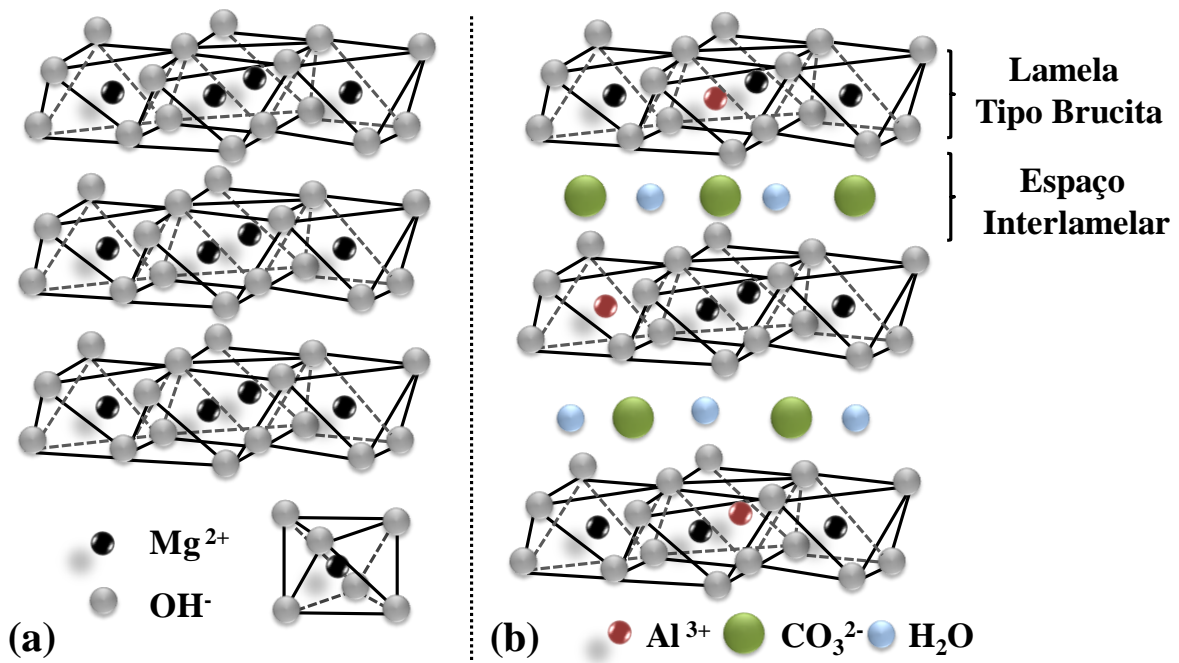 Lamela
Tipo Brucita
Espaço
Interlamelar
Mg²⁺
OH⁻
(a)
(b)
Al³⁺
CO₃²⁻
H₂O